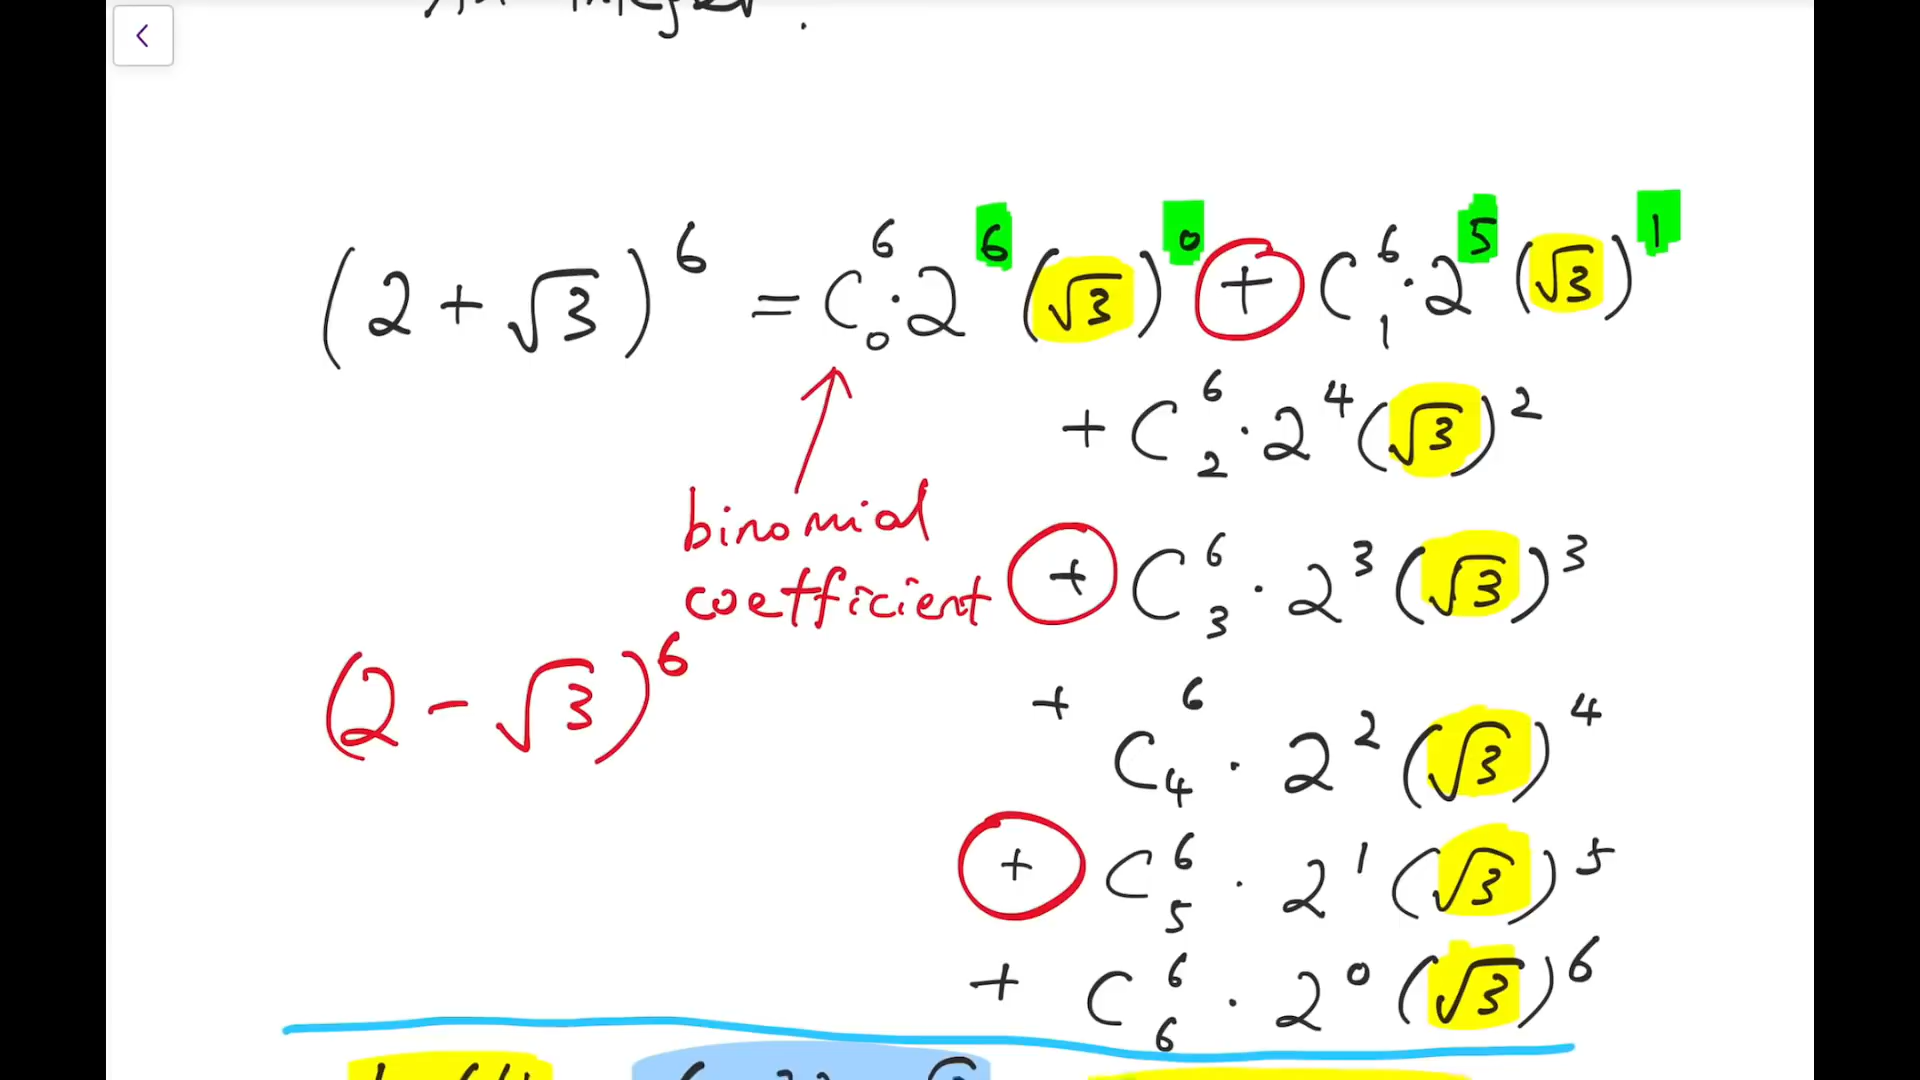 integer.
(2 + √3)^6 = C^6_0 · 2^6 (√3)^0 + C^6_1 · 2^5 (√3)^1
+ C^6_2 · 2^4 (√3)^2
binomial
coefficient
+ C^6_3 · 2^3 (√3)^3
(2 - √3)^6
+ C^6_4 · 2^2 (√3)^4
+ C^6_5 · 2^1 (√3)^5
+ C^6_6 · 2^0 (√3)^6